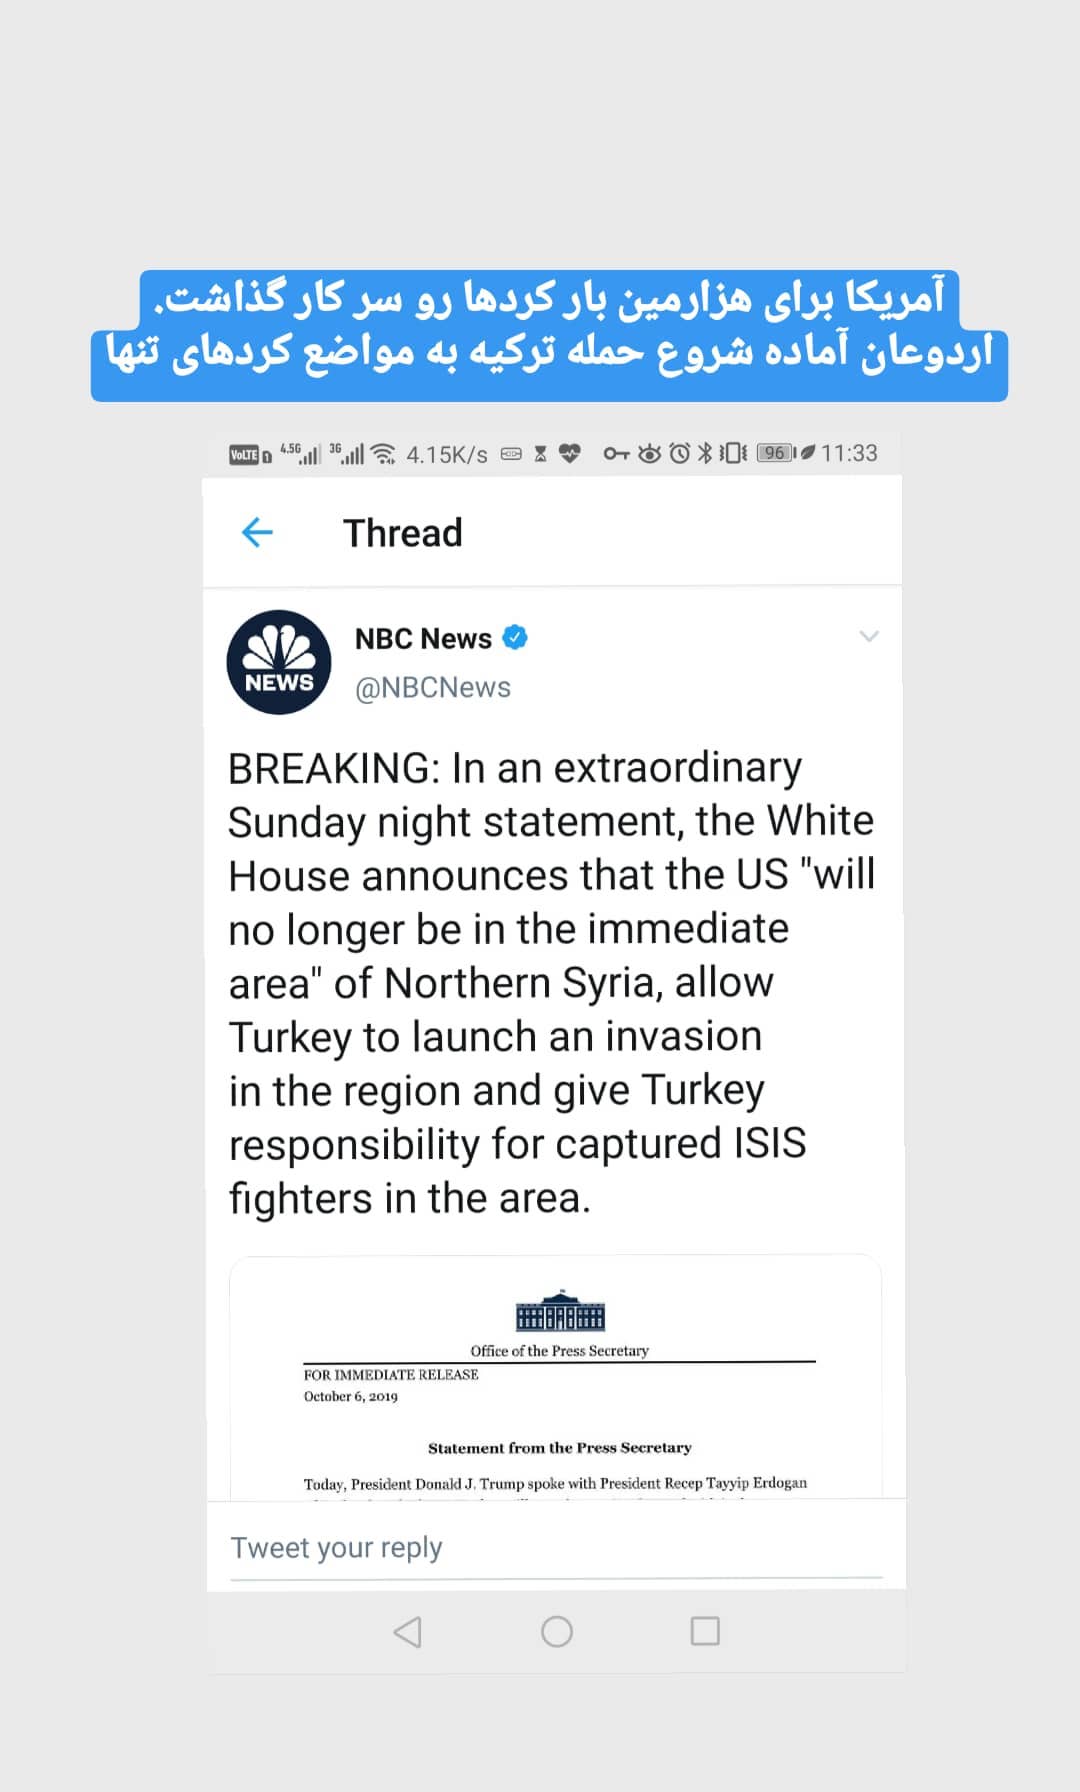 آمریکا برای هزارمین بار کردها رو سر کار گذاشت.
اردوعان آماده شروع حمله ترکیه به مواضع کردهای تنها
VoLTE 4.5G 3G 4.15K/s 96 11:33
Thread
NEWS
NBC News
@NBCNews
BREAKING: In an extraordinary
Sunday night statement, the White
House announces that the US "will
no longer be in the immediate
area" of Northern Syria, allow
Turkey to launch an invasion
in the region and give Turkey
responsibility for captured ISIS
fighters in the area.
Office of the Press Secretary
FOR IMMEDIATE RELEASE
October 6, 2019
Statement from the Press Secretary
Today, President Donald J. Trump spoke with President Recep Tayyip Erdogan
Tweet your reply